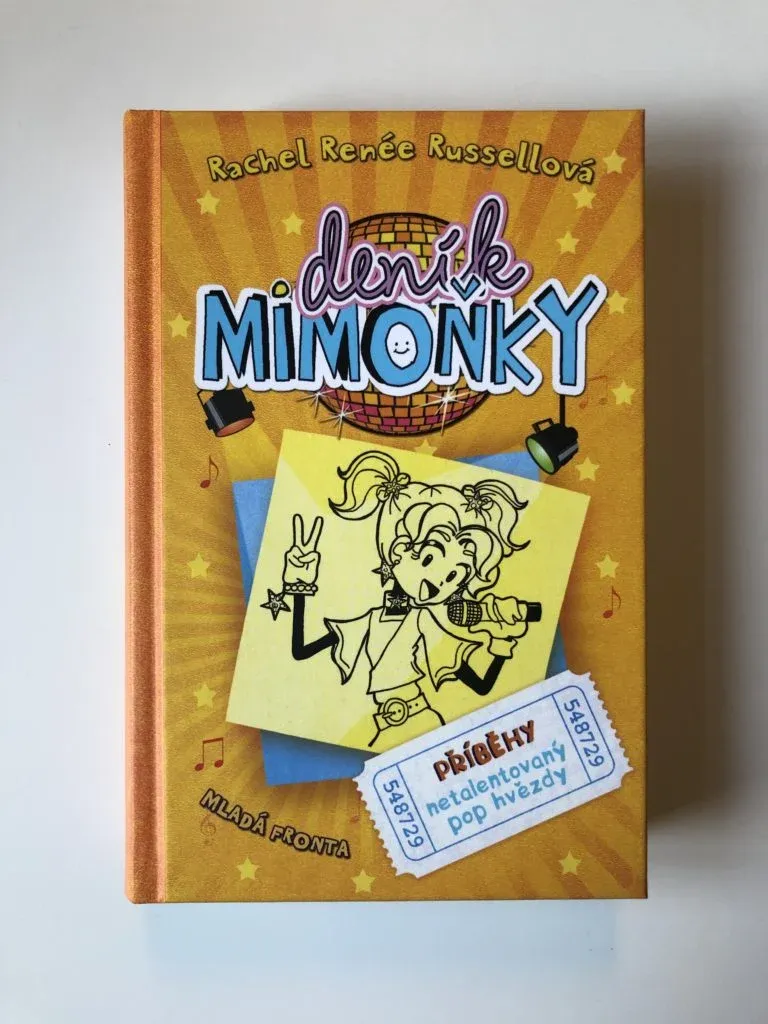 Rachel Renée Russellová
deník
MIMOŇKY
PŘÍBĚHY
netalentovaný
pop hvězdy
548729
548729
MLADÁ FRONTA